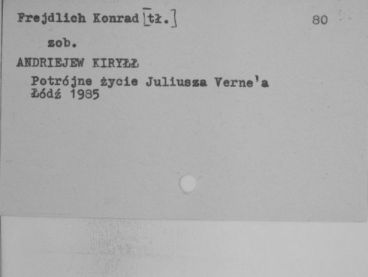 Frejdlich Konrad [tł.] 80
zob.
ANDRIEJEW KIRYŁŁ
Potrójne życie Juliusza Verne'a
Łódź 1985